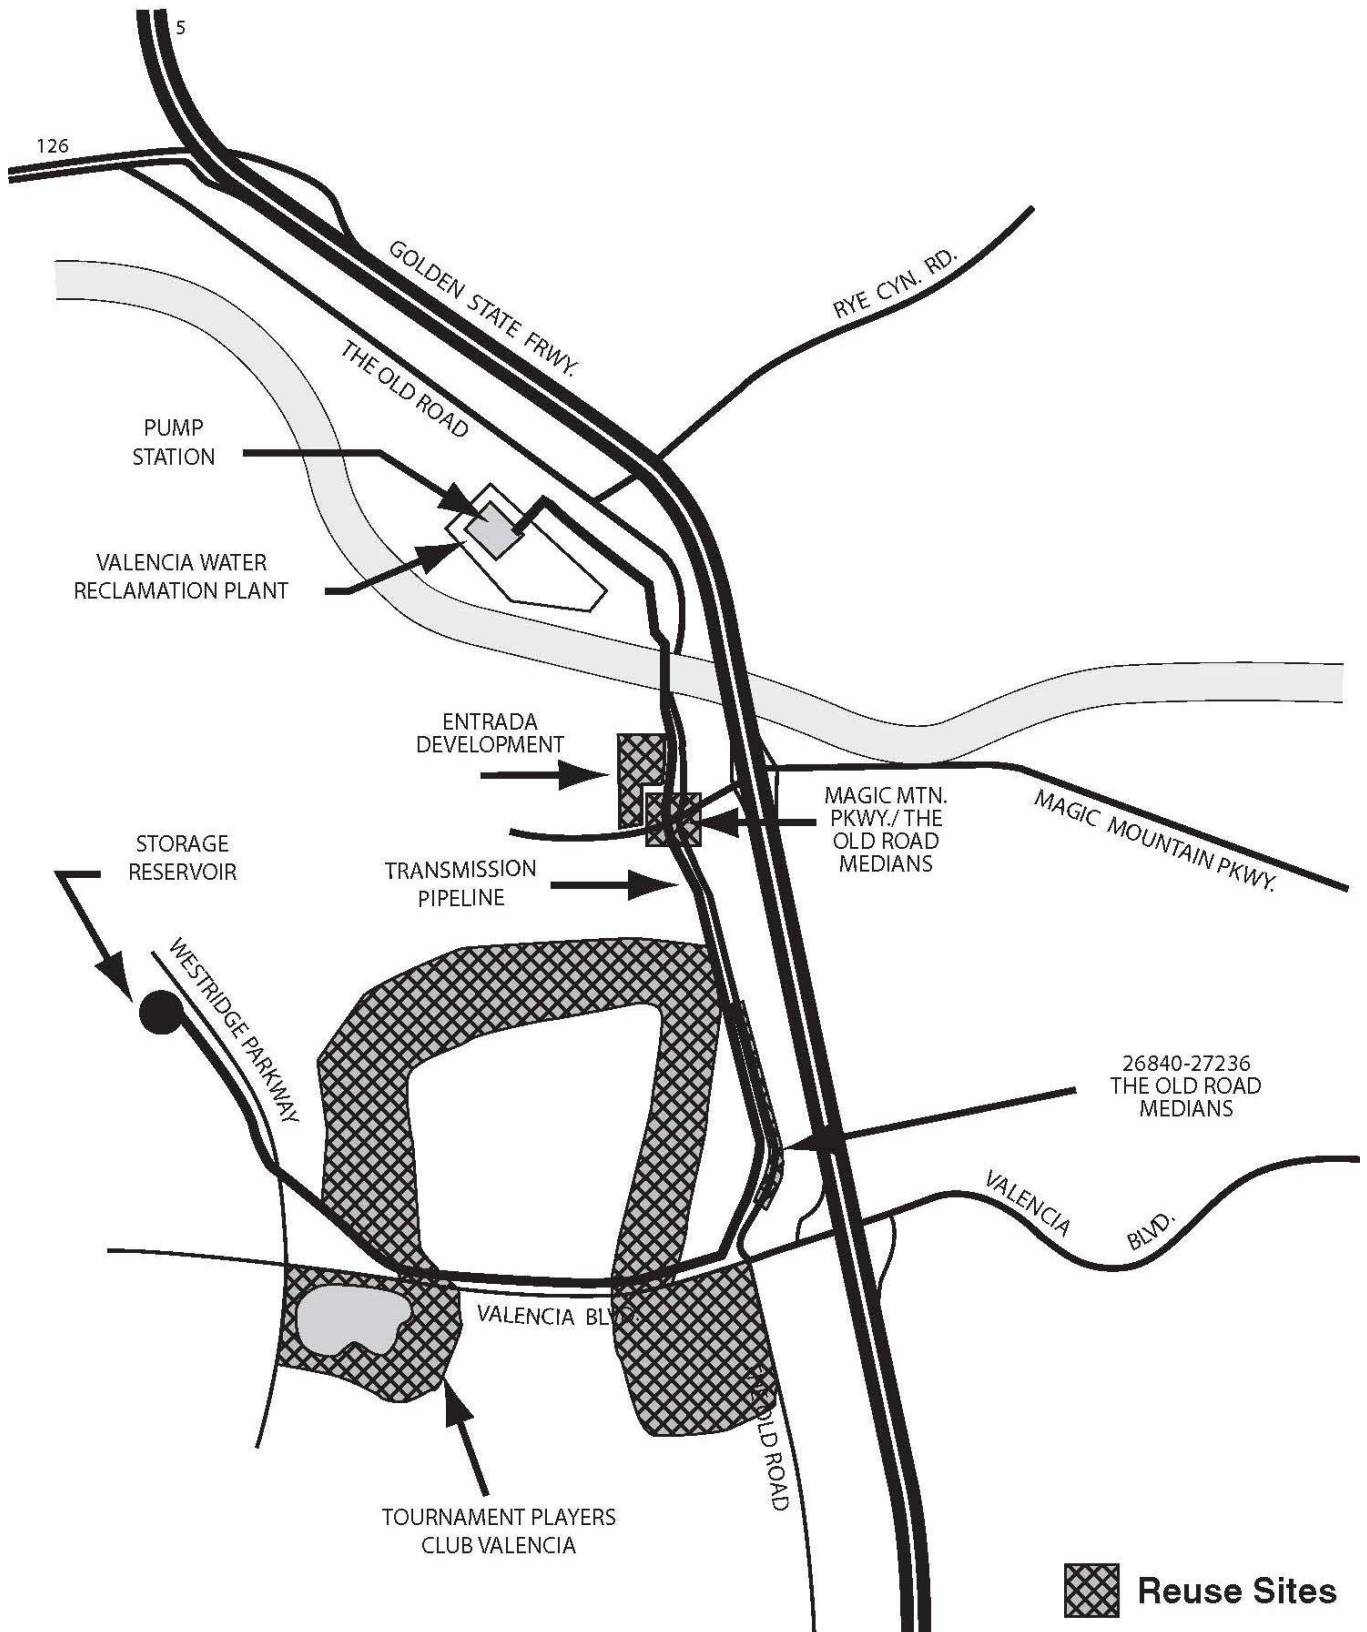 5
126
GOLDEN STATE FRWY.
RYE CYN. RD.
THE OLD ROAD
PUMP
STATION
VALENCIA WATER
RECLAMATION PLANT
ENTRADA
DEVELOPMENT
MAGIC MTN.
PKWY./ THE
OLD ROAD
MEDIANS
MAGIC MOUNTAIN PKWY.
STORAGE
RESERVOIR
TRANSMISSION
PIPELINE
WESTRIDGE PARKWAY
26840-27236
THE OLD ROAD
MEDIANS
VALENCIA BLVD.
VALENCIA BLVD.
THE OLD ROAD
TOURNAMENT PLAYERS
CLUB VALENCIA
Reuse Sites